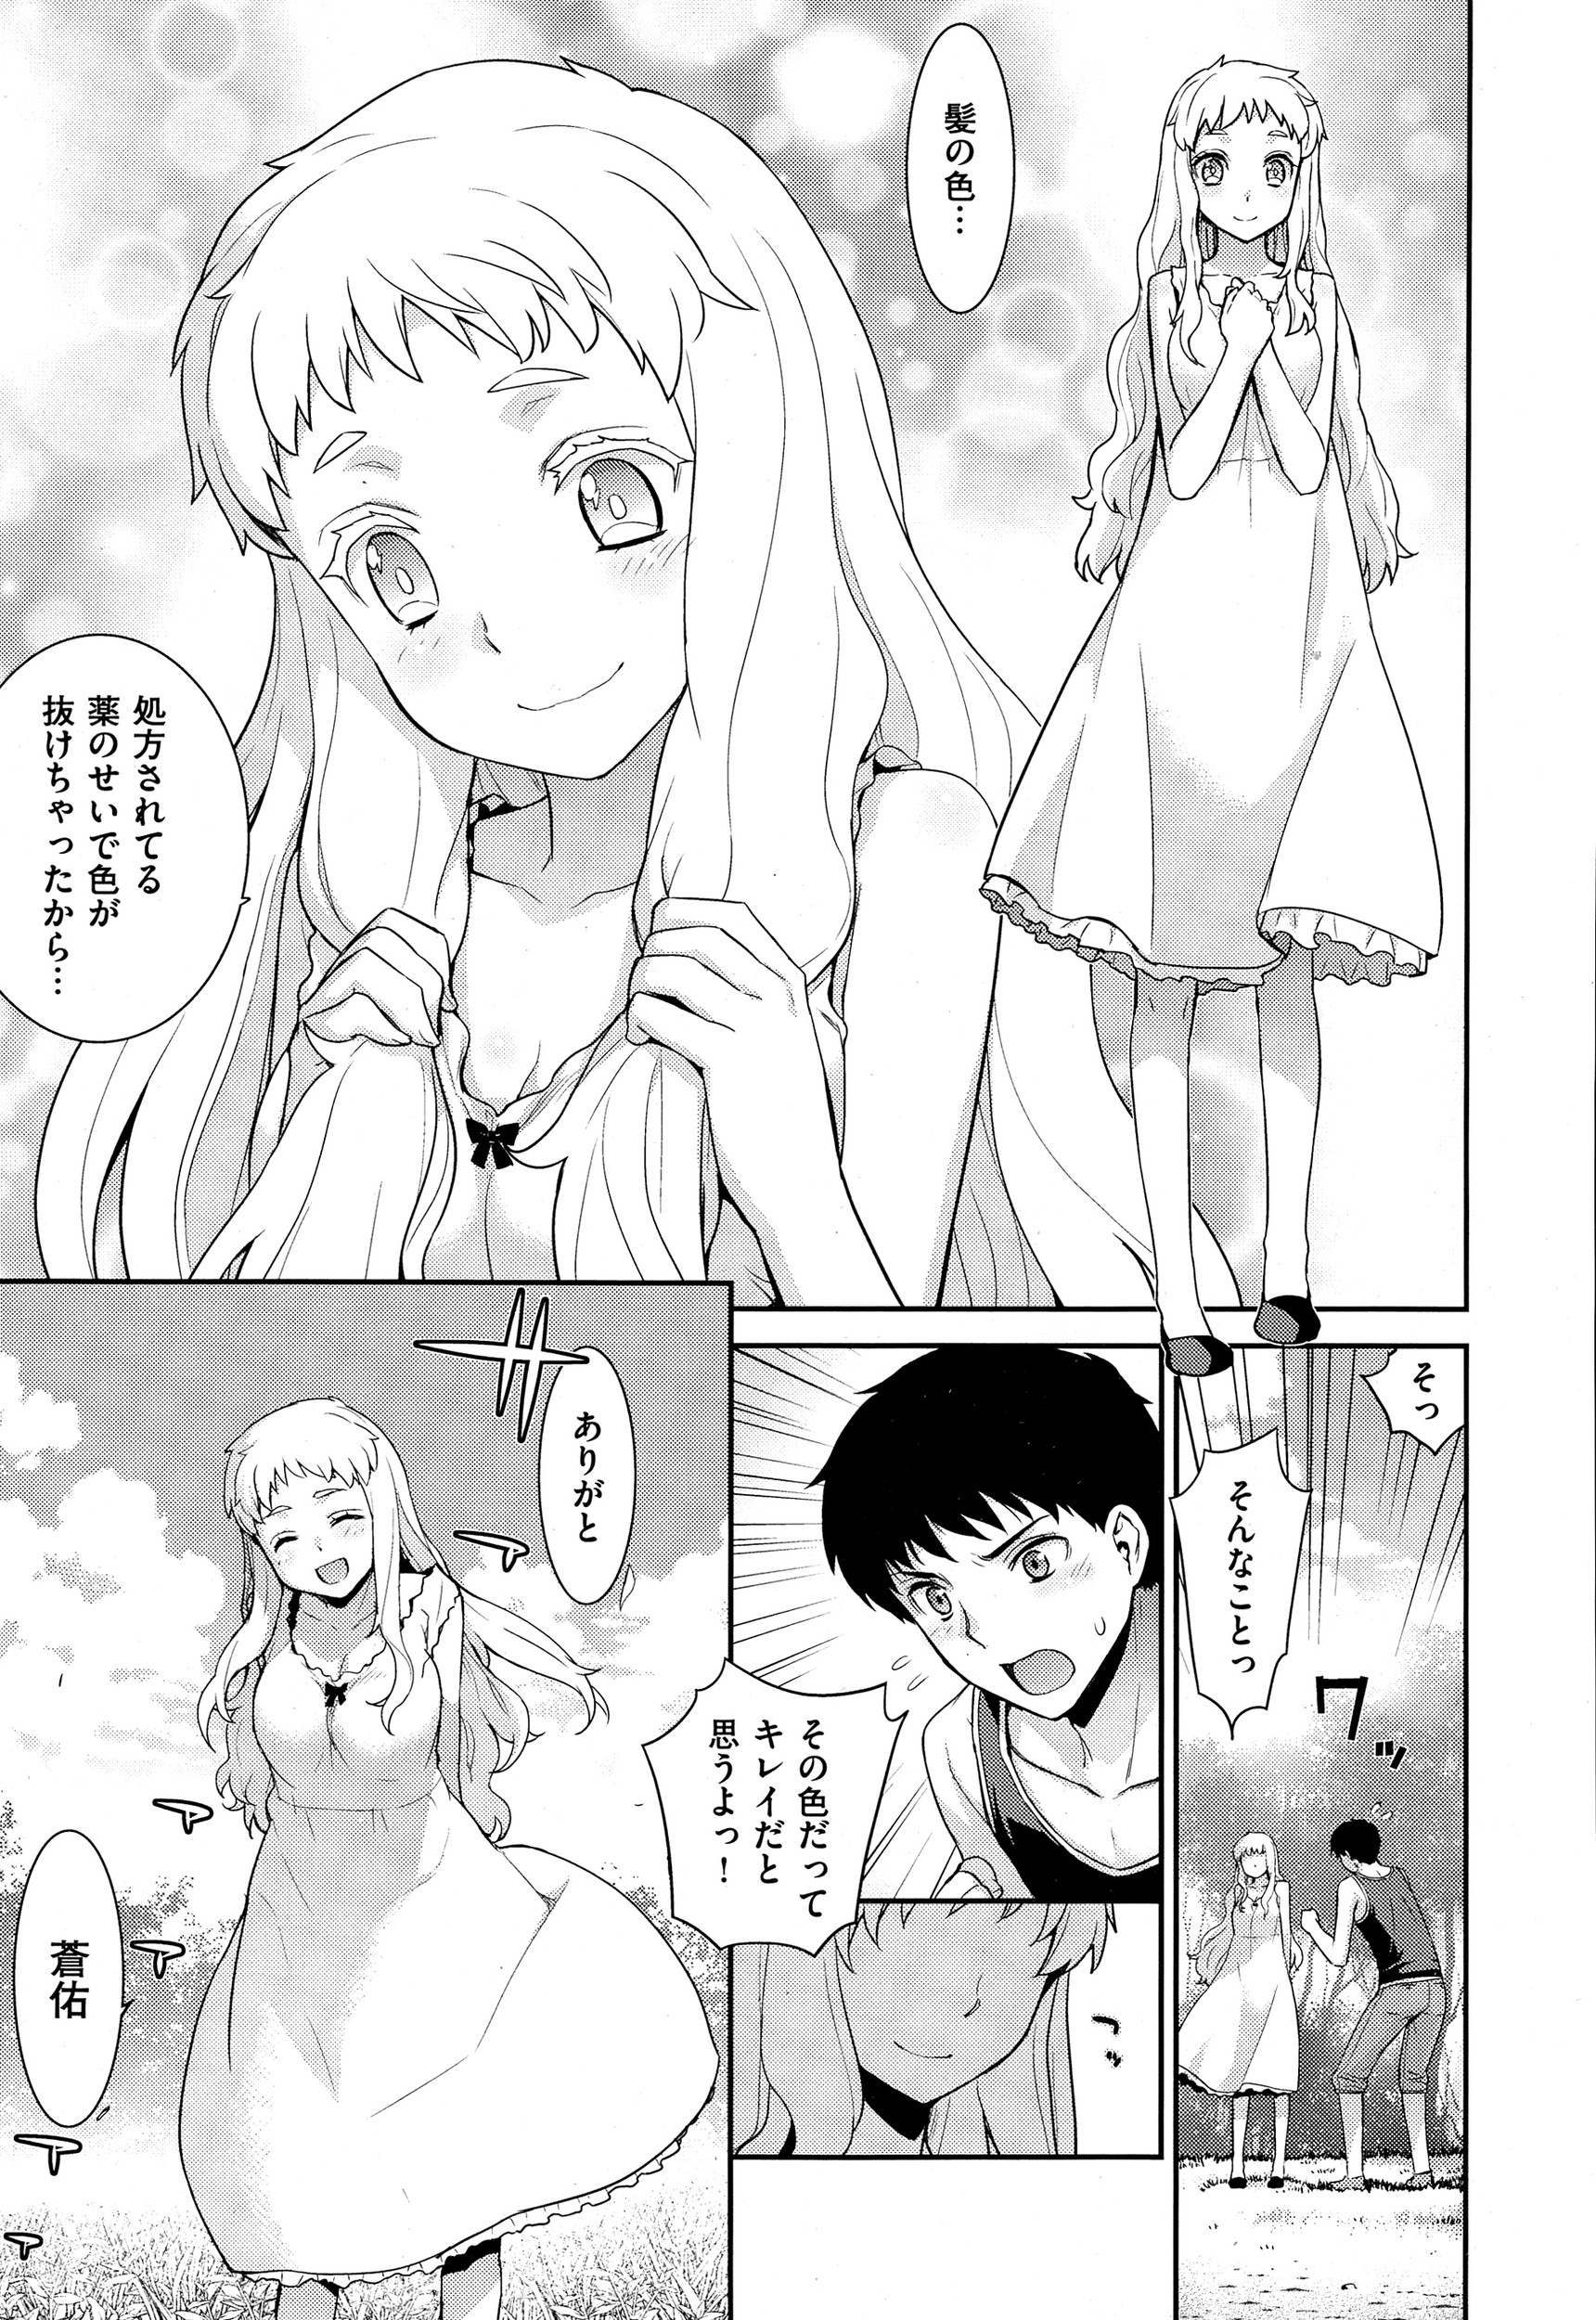 髪の色…
処方されてる
薬のせいで色が
抜けちゃったから…
そっ
そんなことっ
ワッ
その色だって
キレイだと
思うよっ！
ありがと
蒼佑